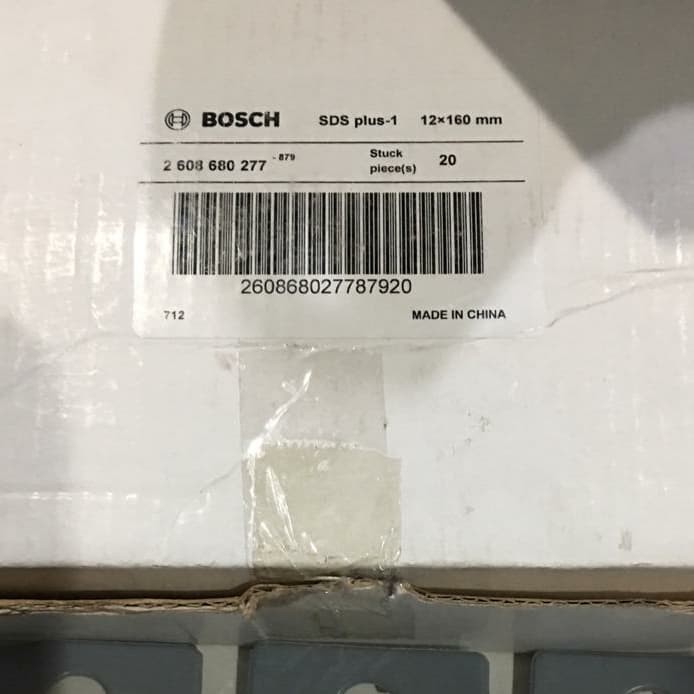 BOSCH SDS plus-1 12×160 mm
2 608 680 277 -879 Stuck piece(s) 20
260868027787920
712 MADE IN CHINA